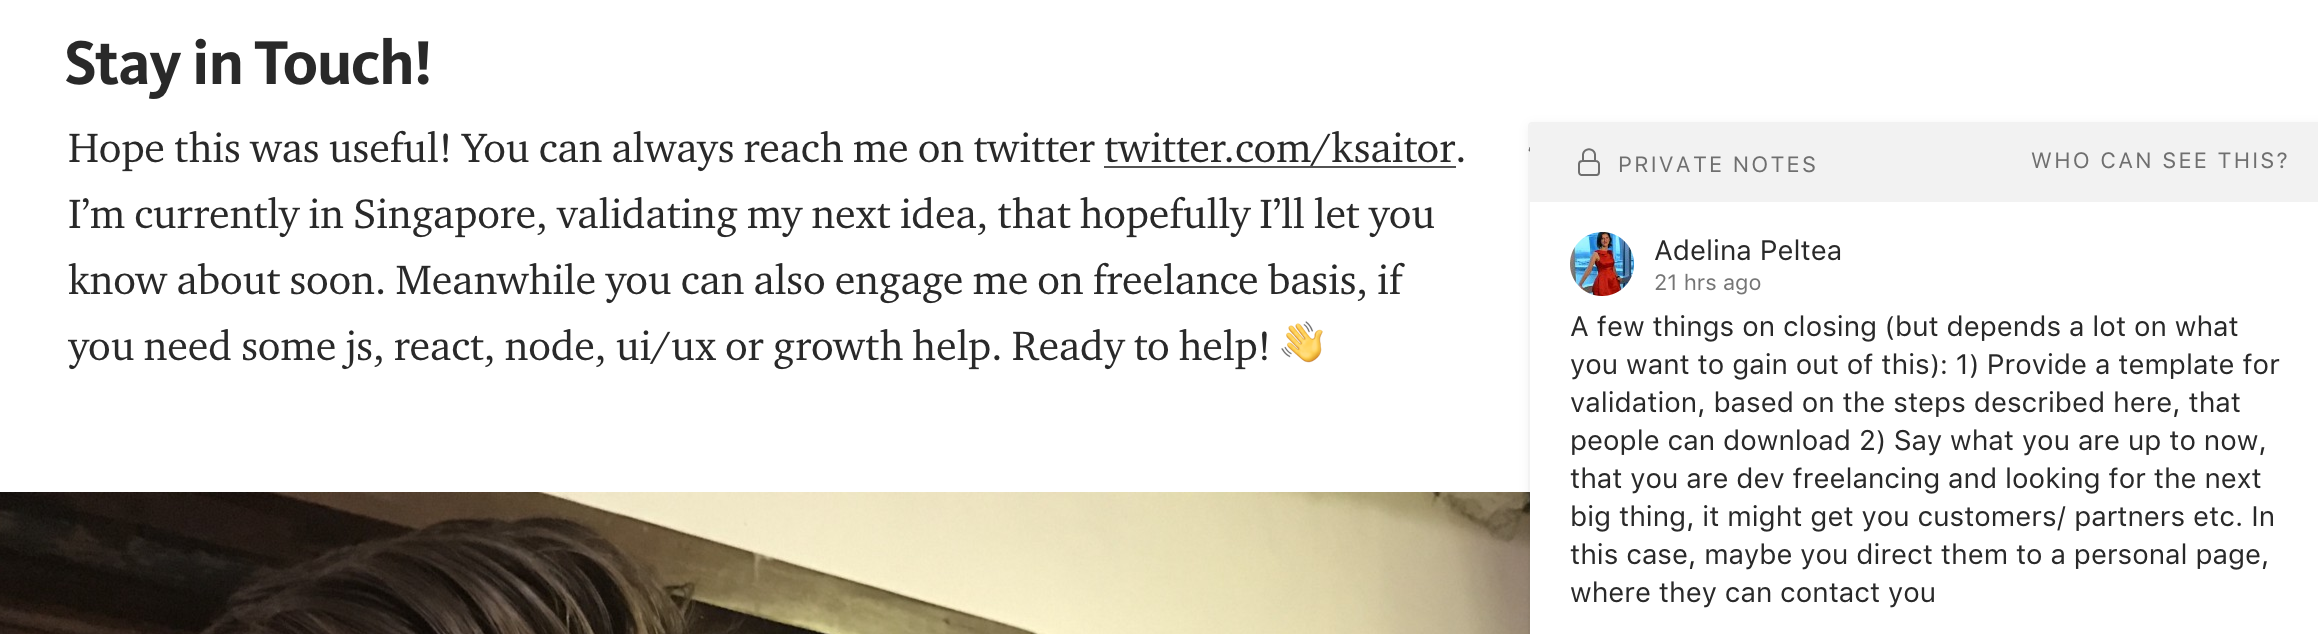 Stay in Touch!
Hope this was useful! You can always reach me on twitter twitter.com/ksaitor.
I’m currently in Singapore, validating my next idea, that hopefully I’ll let you
know about soon. Meanwhile you can also engage me on freelance basis, if
you need some js, react, node, ui/ux or growth help. Ready to help! 👋
PRIVATE NOTES
WHO CAN SEE THIS?
Adelina Peltea
21 hrs ago
A few things on closing (but depends a lot on what
you want to gain out of this): 1) Provide a template for
validation, based on the steps described here, that
people can download 2) Say what you are up to now,
that you are dev freelancing and looking for the next
big thing, it might get you customers/ partners etc. In
this case, maybe you direct them to a personal page,
where they can contact you